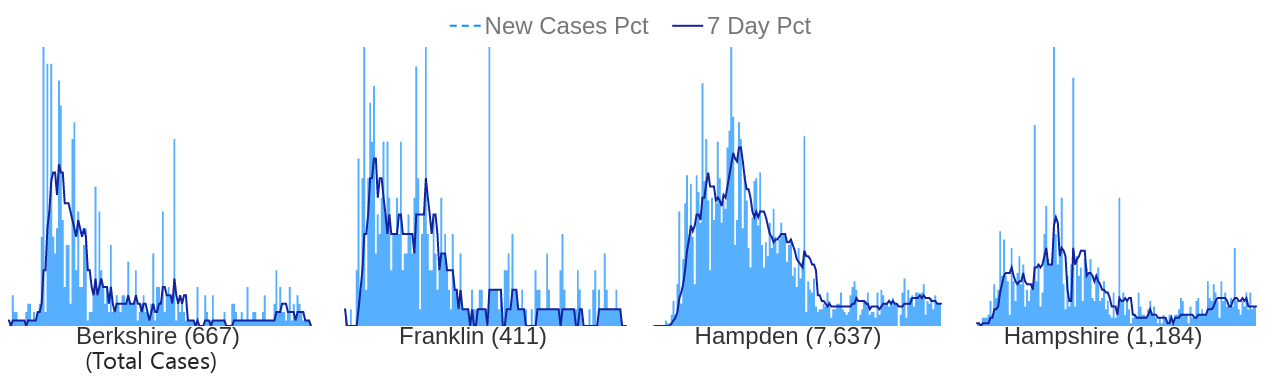 New Cases Pct 7 Day Pct
Berkshire (667) Franklin (411) Hampden (7,637) Hampshire (1,184)
(Total Cases)